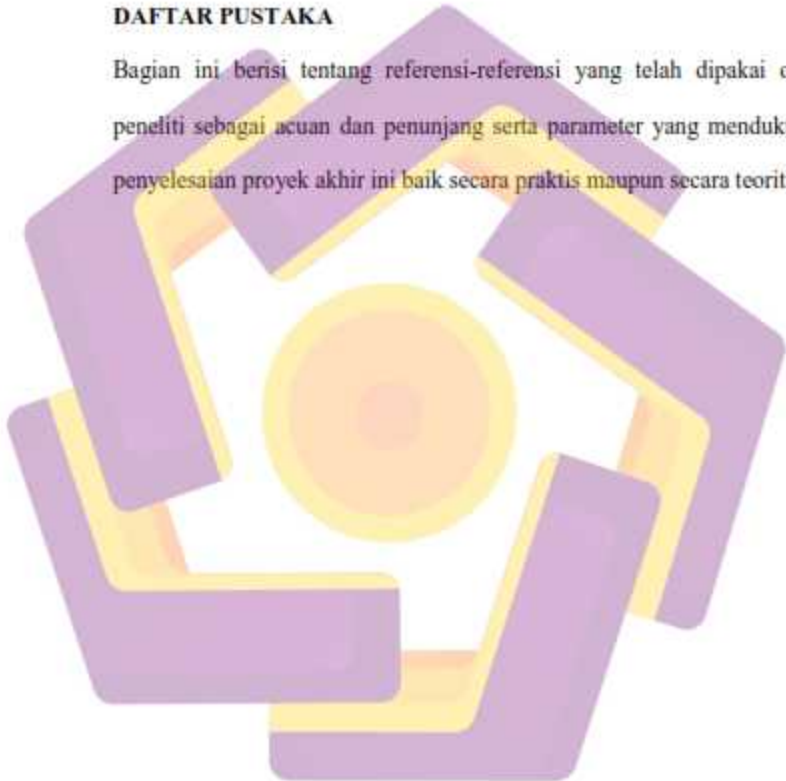 DAFTAR PUSTAKA
Bagian ini berisi tentang referensi-referensi yang telah dipakai
peneliti sebagai acuan dan penunjang serta parameter yang
penyelesaian proyek akhir ini baik secara praktis maupun secara